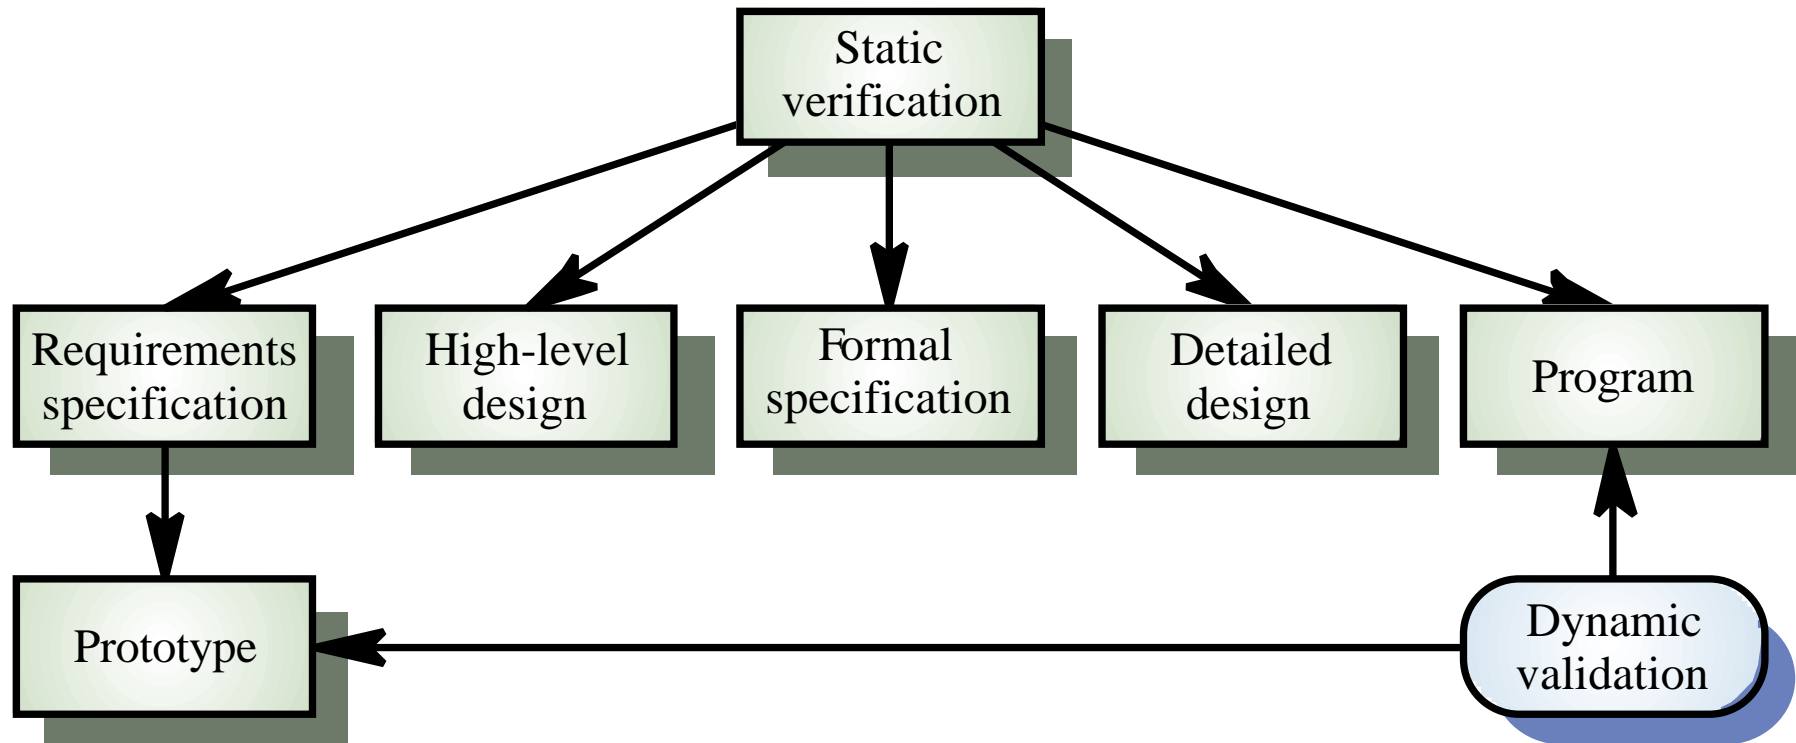 Static
verification
Requirements
specification
High-level
design
Formal
specification
Detailed
design
Program
Prototype
Dynamic
validation